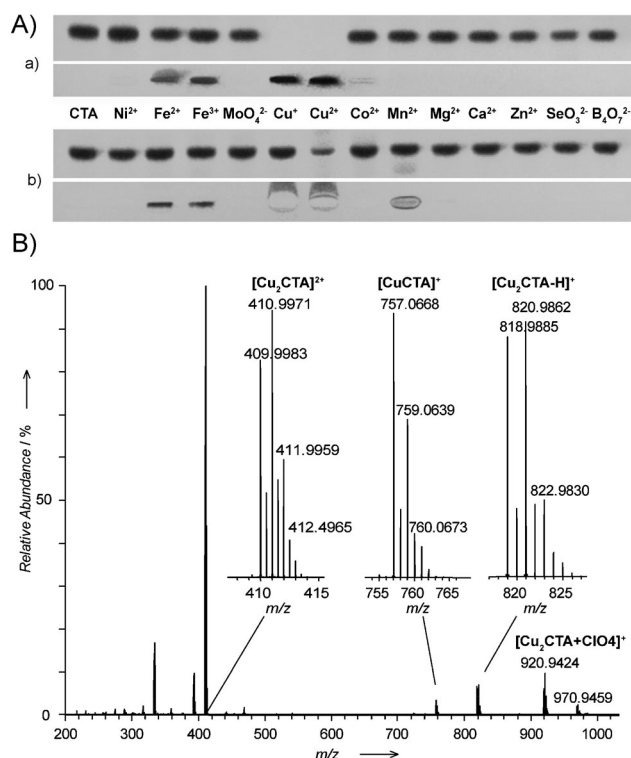 A)
a)
CTA Ni²⁺ Fe²⁺ Fe³⁺ MoO₄²⁻ Cu⁺ Cu²⁺ Co²⁺ Mn²⁺ Mg²⁺ Ca²⁺ Zn²⁺ SeO₃²⁻ B₄O₇²⁻
b)
B)
[Cu₂CTA]²⁺ [CuCTA]⁺ [Cu₂CTA-H]⁺
100 410.9971 757.0668 820.9862
818.9885
409.9983
759.0639
411.9959
50 822.9830
412.4965 760.0673
410 415 755 760 765 820 825
m/z m/z m/z
[Cu₂CTA+ClO4]⁺
920.9424
970.9459
0
200 300 400 500 600 700 800 900 1000
m/z
Relative Abundance / %